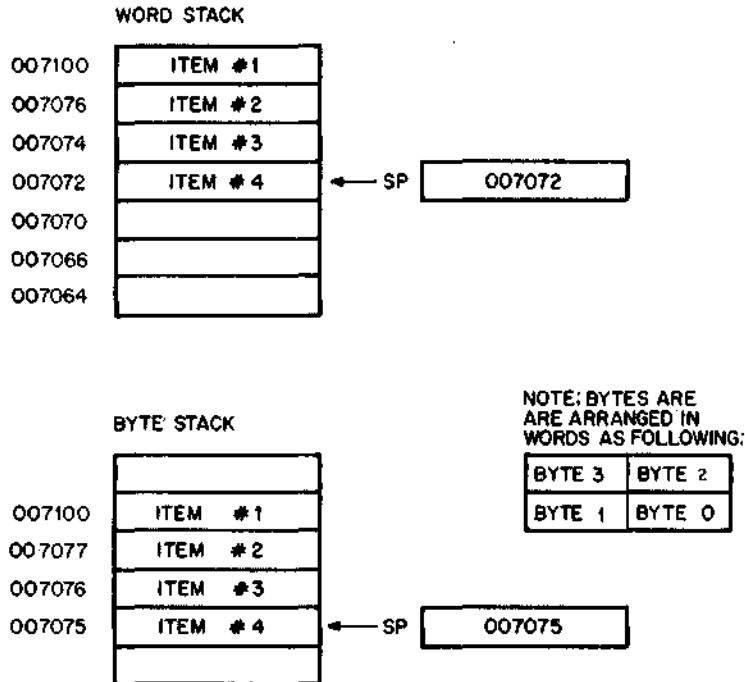 WORD STACK
007100 ITEM #1
007076 ITEM #2
007074 ITEM #3
007072 ITEM #4 SP 007072
007070
007066
007064
NOTE: BYTES ARE
ARE ARRANGED IN
WORDS AS FOLLOWING:
BYTE STACK
BYTE 3 BYTE 2
BYTE 1 BYTE 0
007100 ITEM #1
007077 ITEM #2
007076 ITEM #3
007075 ITEM #4 SP 007075